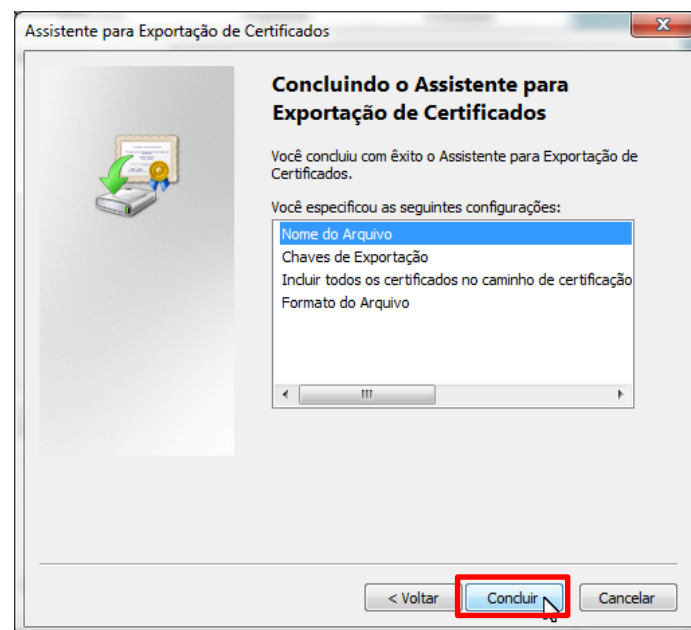 Assistente para Exportação de Certificados
Concluindo o Assistente para
Exportação de Certificados
Você concluiu com êxito o Assistente para Exportação de
Certificados.
Você especificou as seguintes configurações:
Nome do Arquivo
Chaves de Exportação
Incluir todos os certificados no caminho de certificação
Formato do Arquivo
< Voltar
Concluir
Cancelar